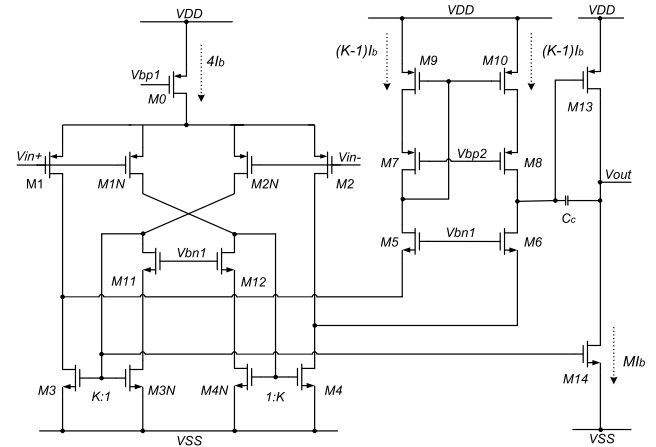 VDD VDD VDD
4Ib (K-1)Ib M9 M10 (K-1)Ib
Vbp1
M0 M13
Vin+ Vin- M7 Vbp2 M8 Vout
M1 M1N M2N M2
Cc
Vbn1 M5 Vbn1 M6
M11 M12
M3 K:1 M3N M4N 1:K M4 M14 MIb
VSS VSS